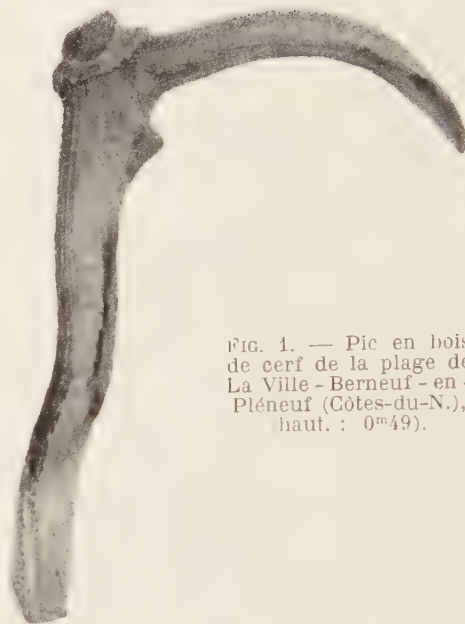 FIG. 1. — Pic en bois
de cerf de la plage de
La Ville - Berneuf - en -
Pléneuf (Côtes-du-N.),
haut. : 0ᵐ49).